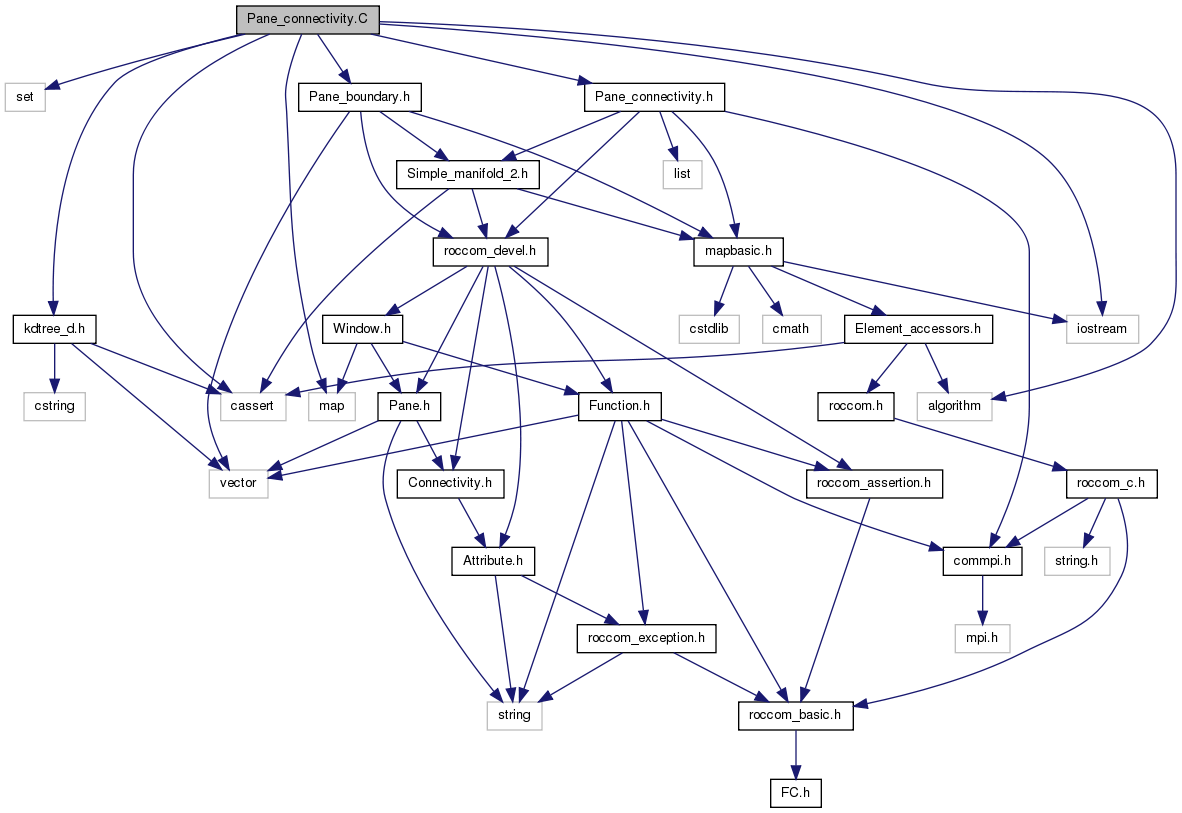 Pane_connectivity.C
set
Pane_boundary.h
Pane_connectivity.h
Simple_manifold_2.h
list
roccom_devel.h
mapbasic.h
kdtree_d.h
Window.h
cstdlib
cmath
Element_accessors.h
iostream
cstring
cassert
map
Pane.h
Function.h
roccom.h
algorithm
vector
Connectivity.h
roccom_assertion.h
roccom_c.h
Attribute.h
commpi.h
string.h
roccom_exception.h
mpi.h
string
roccom_basic.h
FC.h